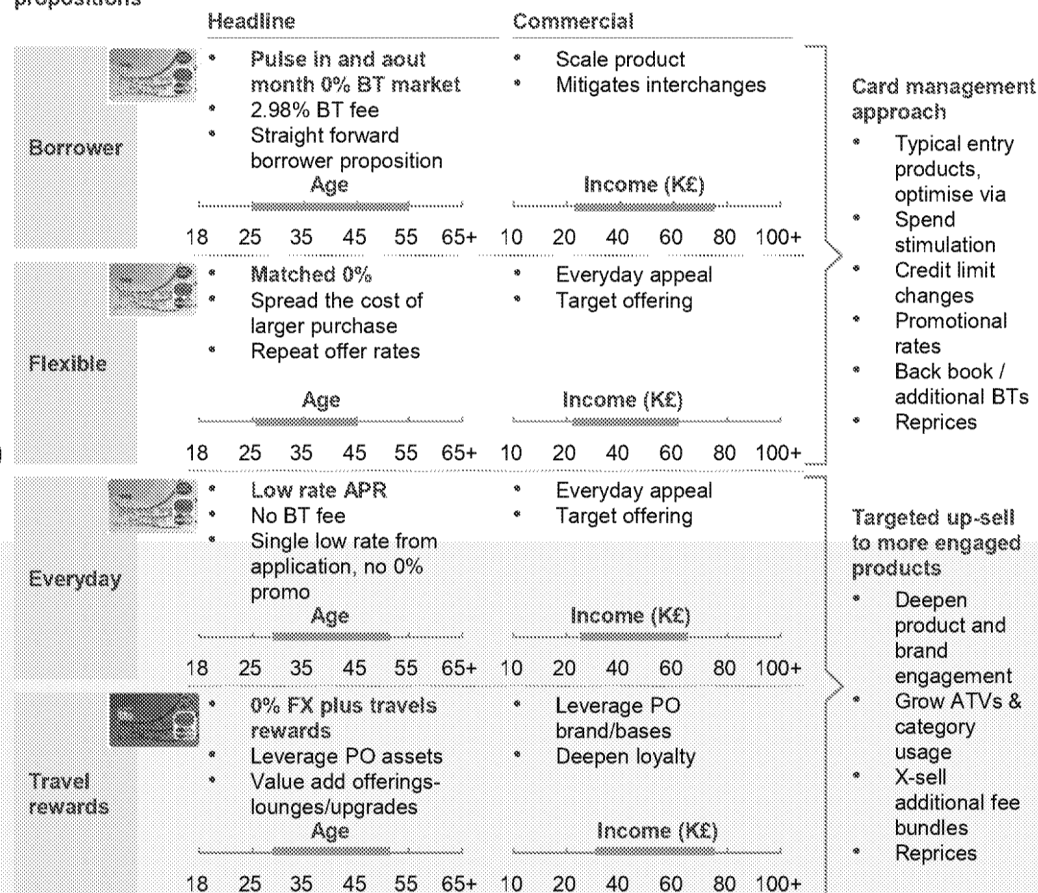 propositions
Headline
Commercial
Borrower
• Pulse in and aout
month 0% BT market
• 2.98% BT fee
• Straight forward
borrower proposition
• Scale product
• Mitigates interchanges
Age
18 25 35 45 55 65+
Income (K£)
10 20 40 60 80 100+
Flexible
• Matched 0%
• Spread the cost of
larger purchase
• Repeat offer rates
• Everyday appeal
• Target offering
Age
18 25 35 45 55 65+
Income (K£)
10 20 40 60 80 100+
Card management
approach
• Typical entry
products,
optimise via
• Spend
stimulation
• Credit limit
changes
• Promotional
rates
• Back book /
additional BTs
• Reprices
Everyday
• Low rate APR
• No BT fee
• Single low rate from
application, no 0%
promo
• Everyday appeal
• Target offering
Age
18 25 35 45 55 65+
Income (K£)
10 20 40 60 80 100+
Travel
rewards
• 0% FX plus travels
rewards
• Leverage PO assets
• Value add offerings-
lounges/upgrades
• Leverage PO
brand/bases
• Deepen loyalty
Age
18 25 35 45 55 65+
Income (K£)
10 20 40 60 80 100+
Targeted up-sell
to more engaged
products
• Deepen
product and
brand
engagement
• Grow ATVs &
category
usage
• X-sell
additional fee
bundles
• Reprices